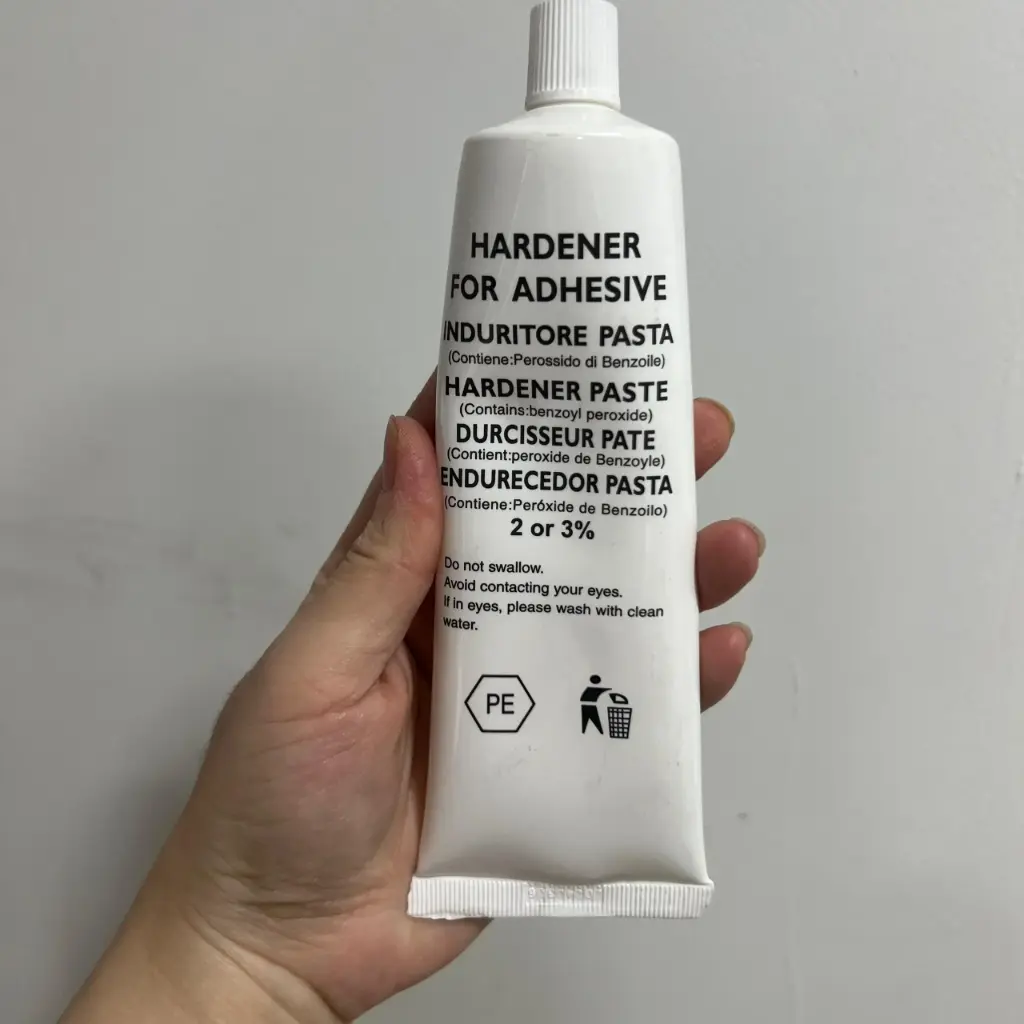 HARDENER
FOR ADHESIVE
INDURITORE PASTA
(Contiene:Perossido di Benzoile)
HARDENER PASTE
(Contains:benzoyl peroxide)
DURCISSEUR PATE
(Contient:peroxide de Benzoyle)
ENDURECEDOR PASTA
(Contiene:Peróxide de Benzoilo)
2 or 3%
Do not swallow.
Avoid contacting your eyes.
If in eyes, please wash with clean
water.
PE